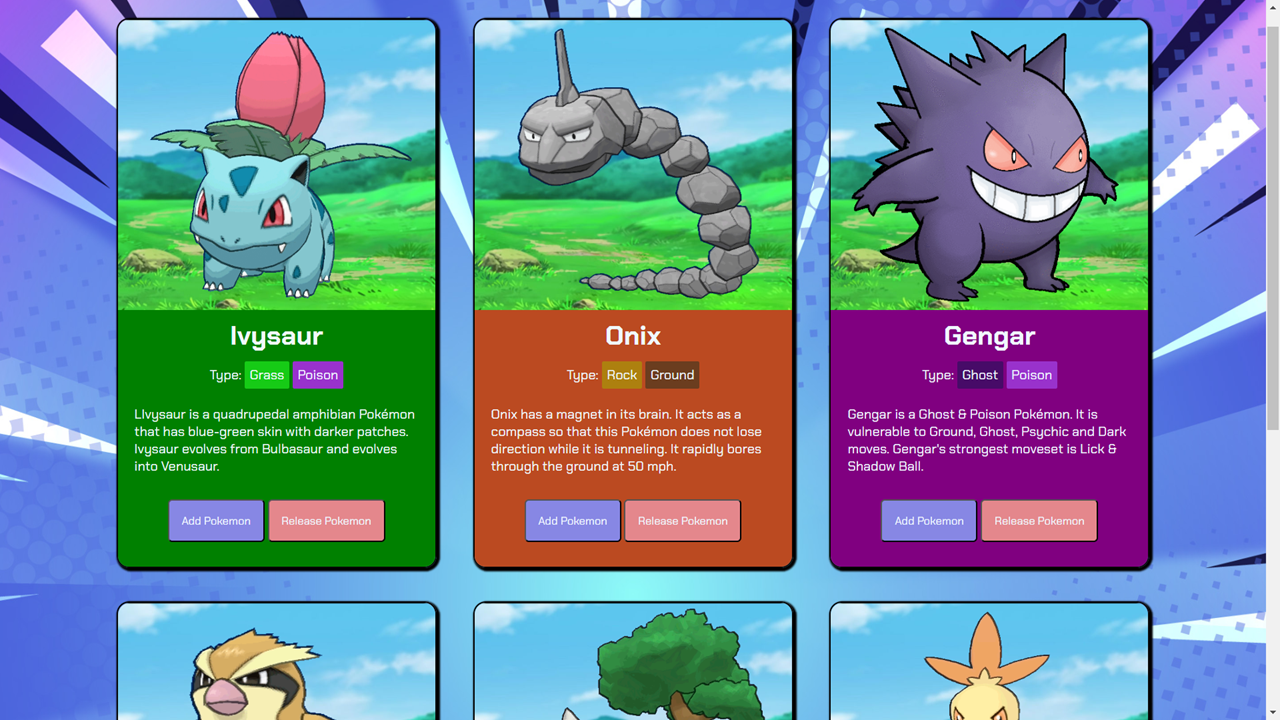 Ivysaur
Type: Grass Poison
LIvysaur is a quadrupedal amphibian Pokémon
that has blue-green skin with darker patches.
Ivysaur evolves from Bulbasaur and evolves
into Venusaur.
Add Pokemon Release Pokemon
Onix
Type: Rock Ground
Onix has a magnet in its brain. It acts as a
compass so that this Pokémon does not lose
direction while it is tunneling. It rapidly bores
through the ground at 50 mph.
Add Pokemon Release Pokemon
Gengar
Type: Ghost Poison
Gengar is a Ghost & Poison Pokémon. It is
vulnerable to Ground, Ghost, Psychic and Dark
moves. Gengar's strongest moveset is Lick &
Shadow Ball.
Add Pokemon Release Pokemon